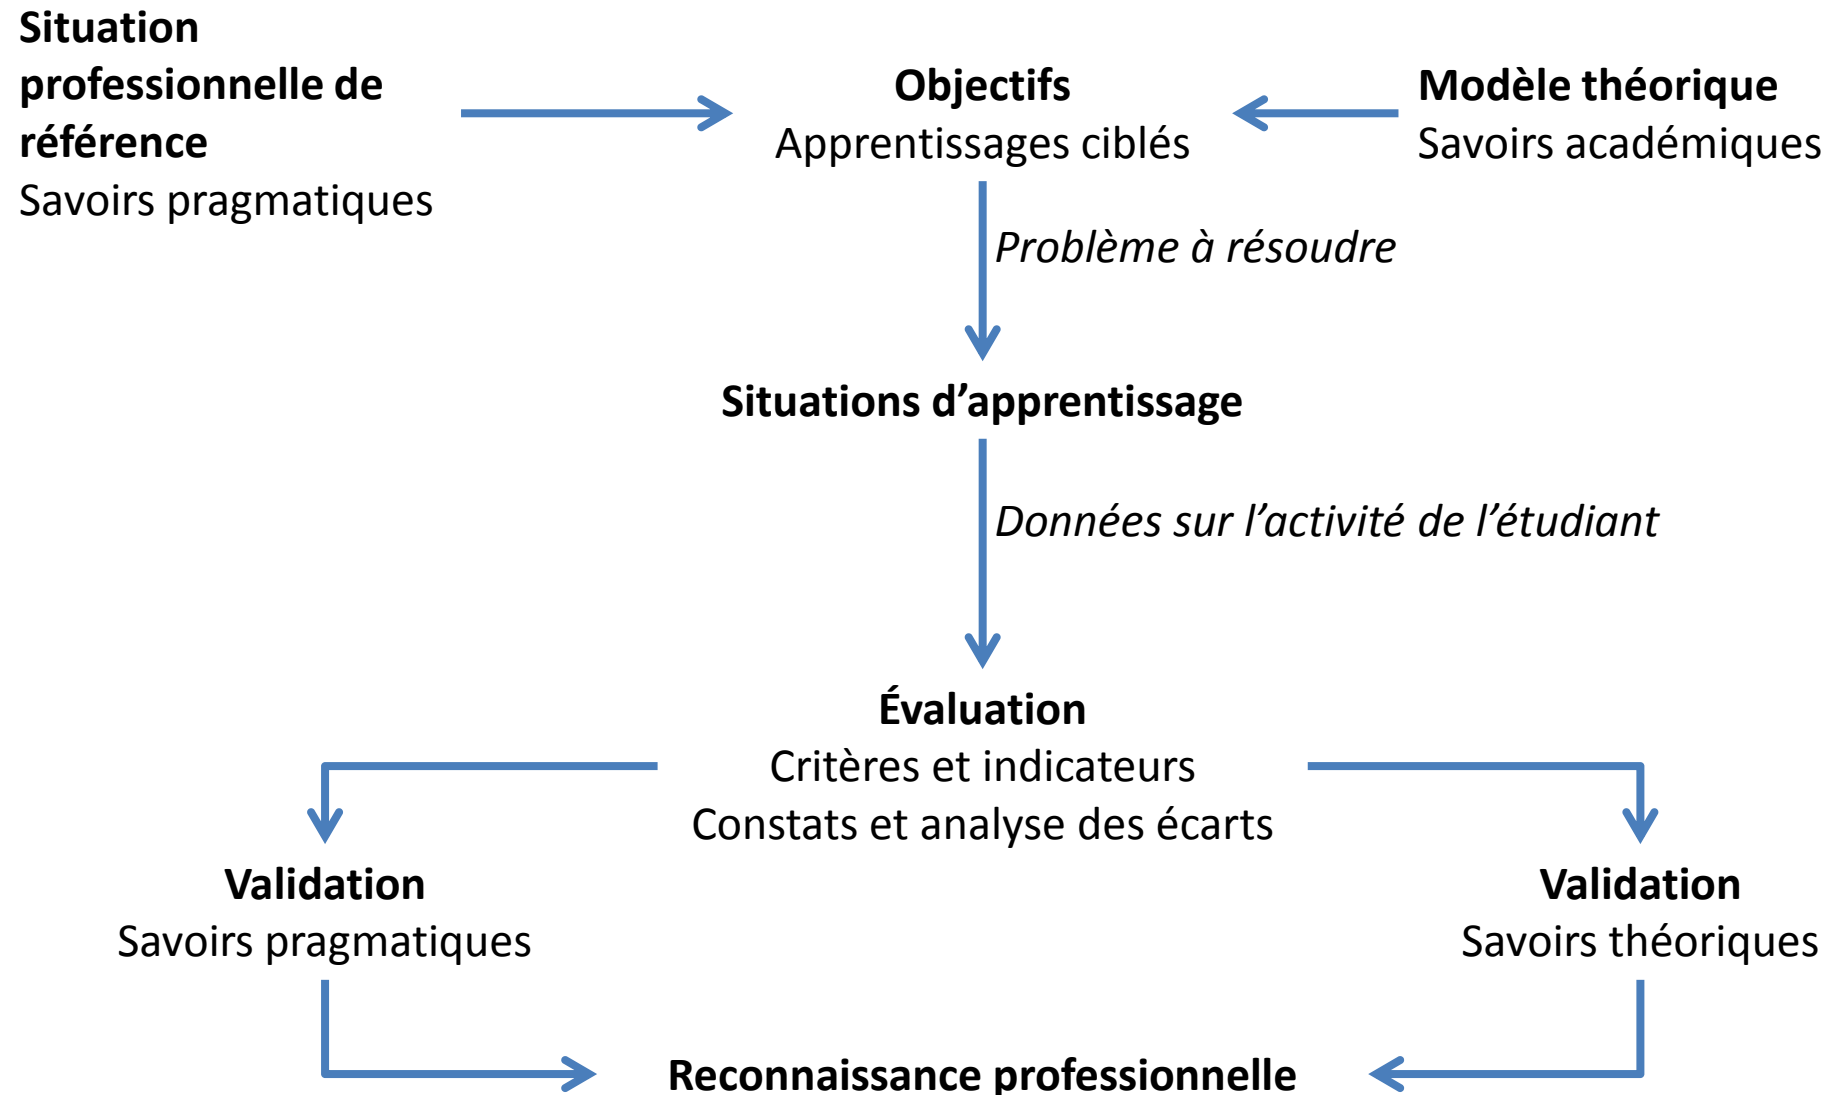 Situation
professionnelle de
référence
Savoirs pragmatiques
Objectifs
Apprentissages ciblés
Modèle théorique
Savoirs académiques
Problème à résoudre
Situations d’apprentissage
Données sur l’activité de l’étudiant
Évaluation
Critères et indicateurs
Constats et analyse des écarts
Validation
Savoirs pragmatiques
Validation
Savoirs théoriques
Reconnaissance professionnelle